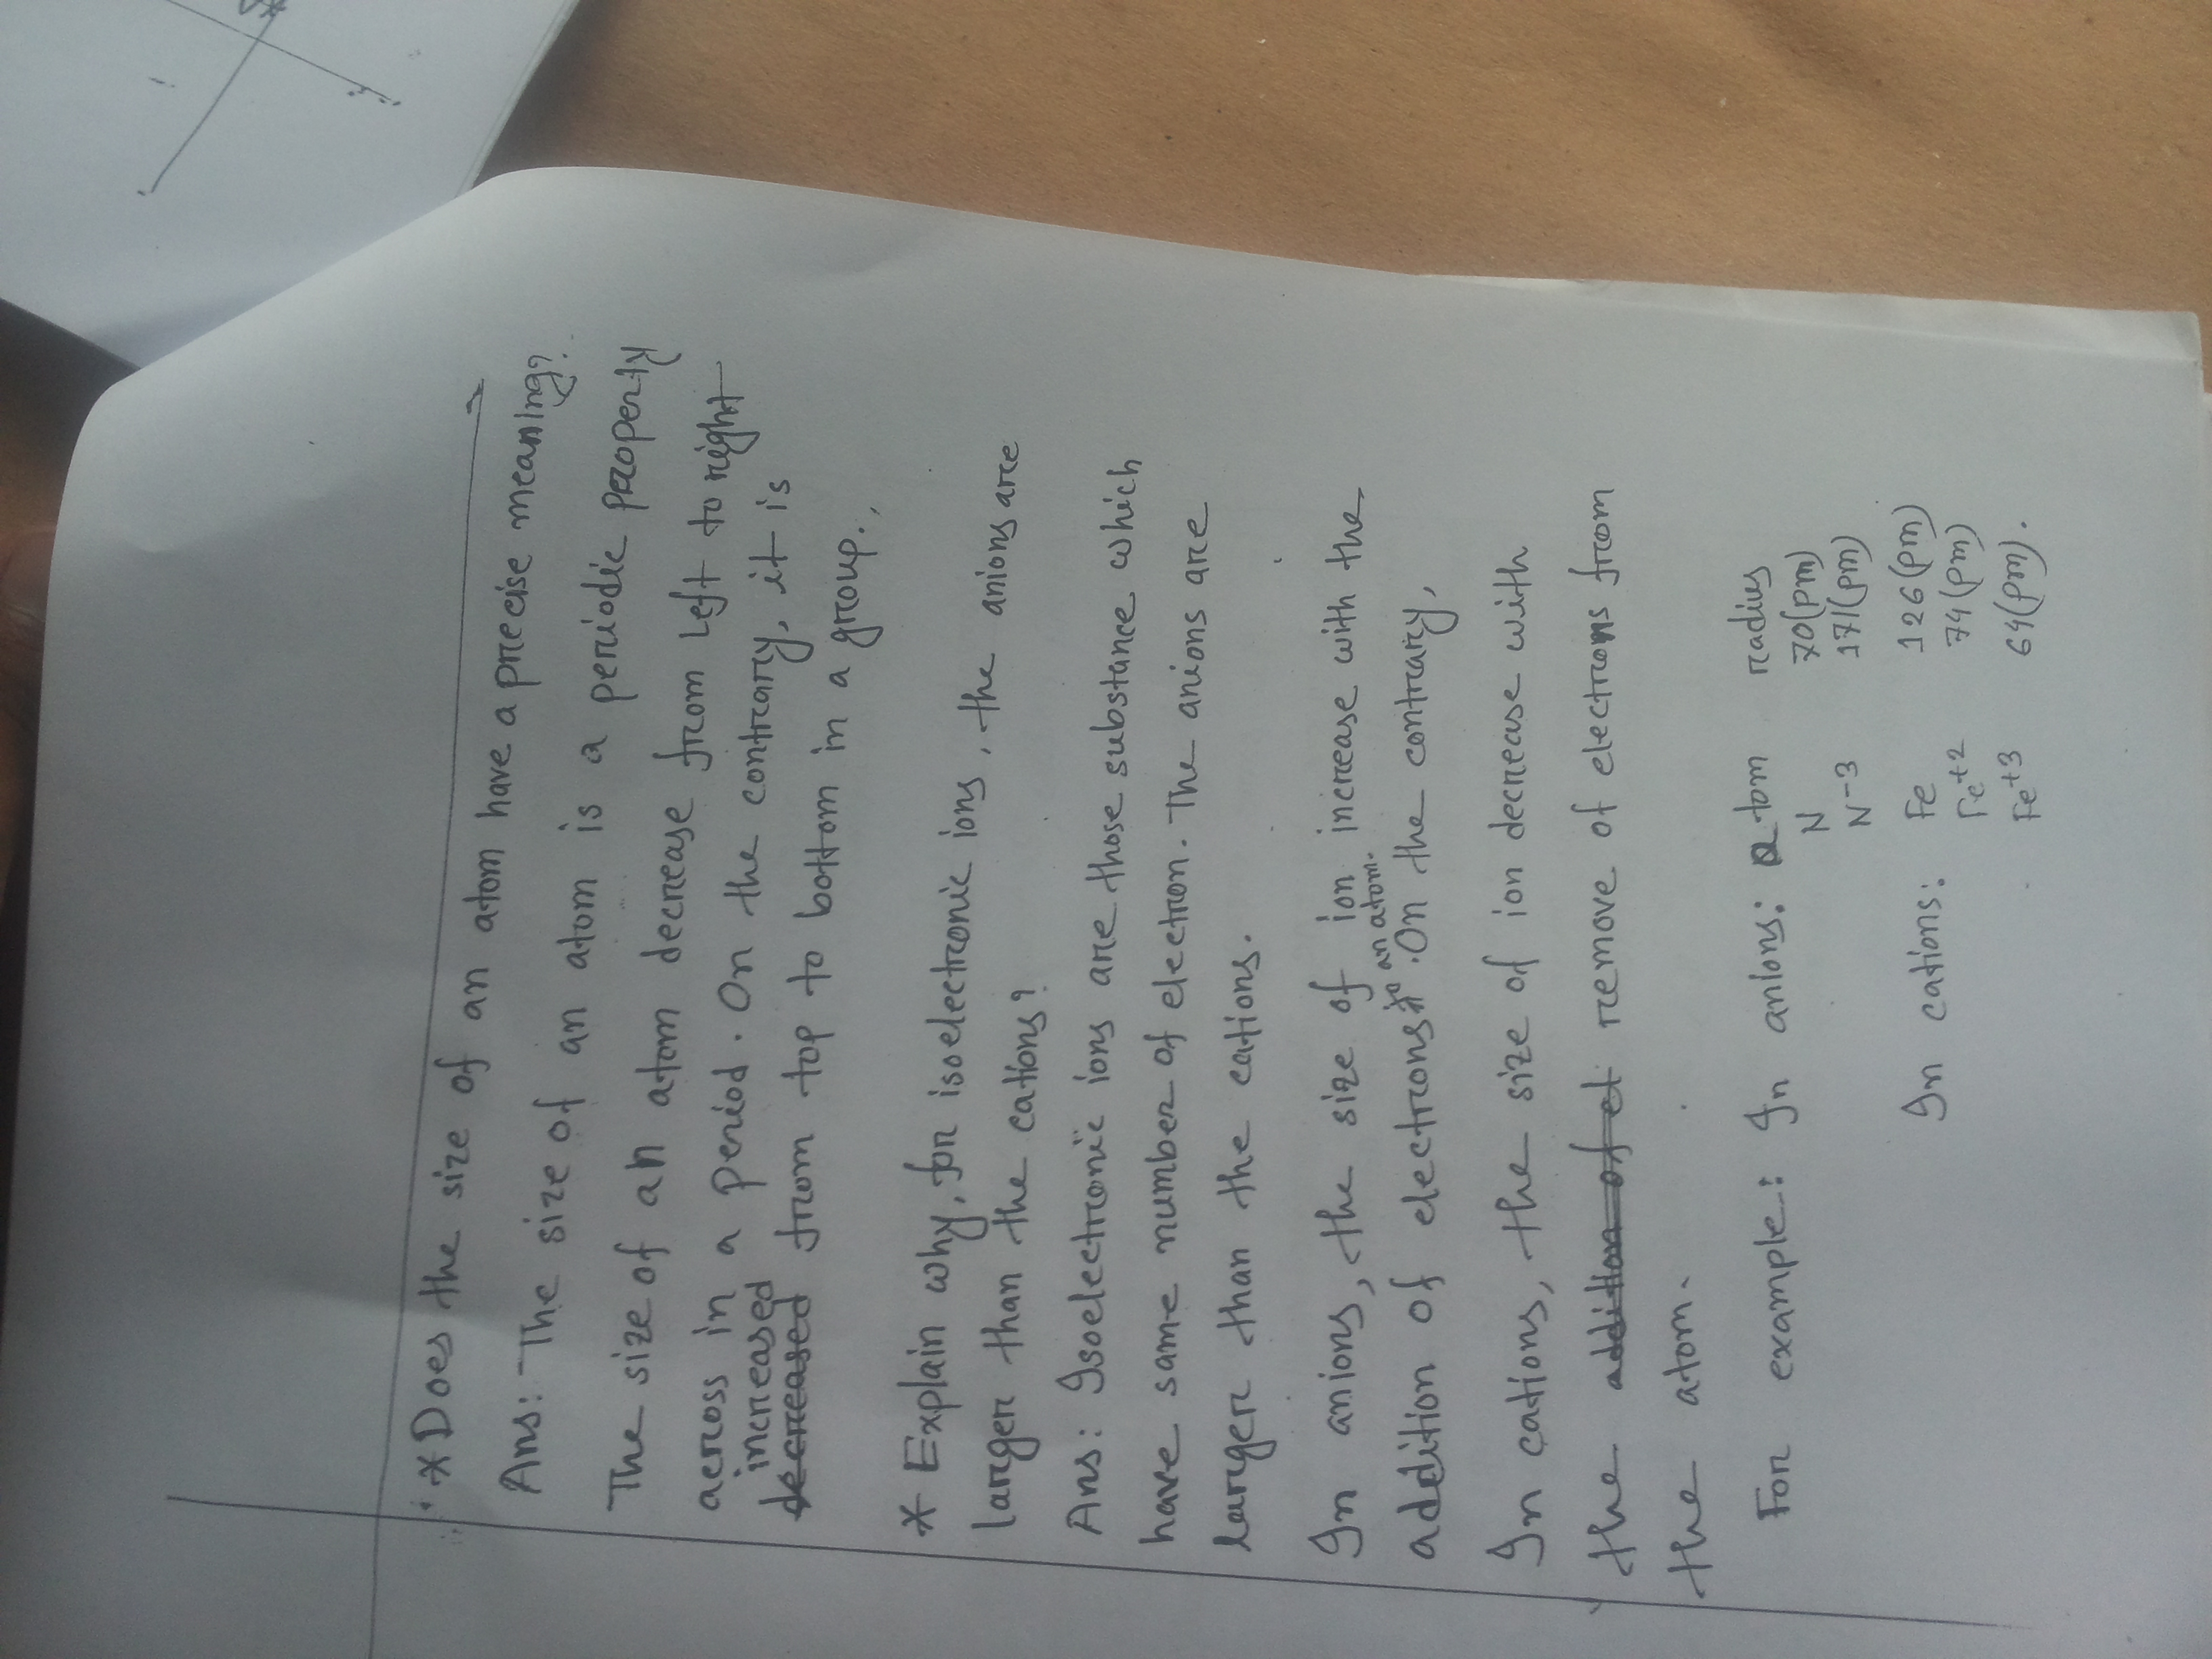 * Does the size of an atom have a precise meaning?
Ans: The size of an atom is a periodic property
The size of an atom decrease from left to right
across in a period. On the contrary, it is
increased
decreased from top to bottom in a group.
* Explain why, for isoelectronic ions, the anions are
larger than the cations?
Ans: Isoelectronic ions are those substance which
have same number of electron. The anions are
larger than the cations.
In anions, the size of ion increase with the
to an atom.
addition of electrons. On the contrary,
In cations, the size of ion decrease with
the addition of el remove of electrons from
the atom.
For example: In anions: atom radius
N 70(pm)
N-3 171(pm)
In cations: Fe 126(pm)
Fe+2 74(pm)
Fe+3 64(pm).